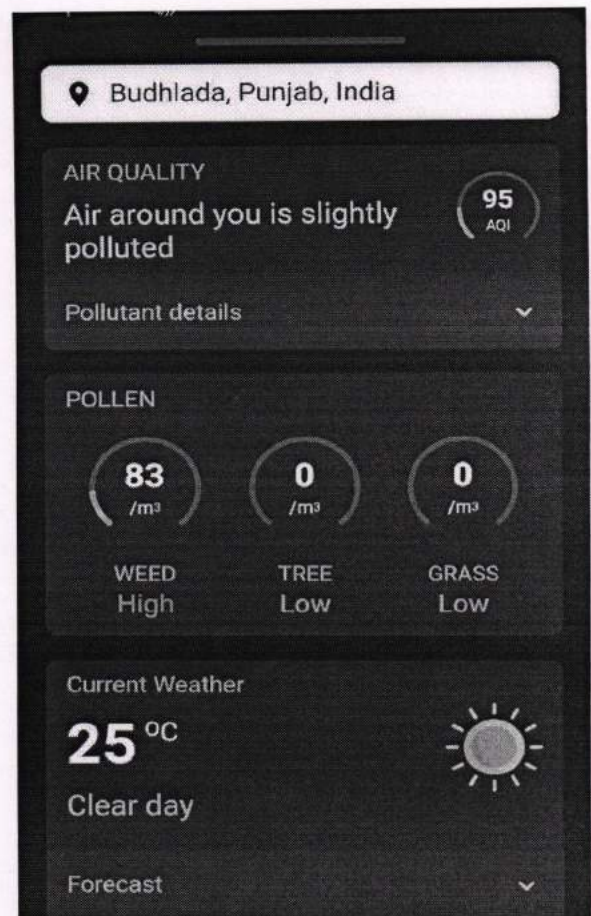 Budhlada, Punjab, India
AIR QUALITY
Air around you is slightly
polluted
95
AQI
Pollutant details
POLLEN
83
/m³
WEED
High
0
/m³
TREE
Low
0
/m³
GRASS
Low
Current Weather
25 °C
Clear day
Forecast